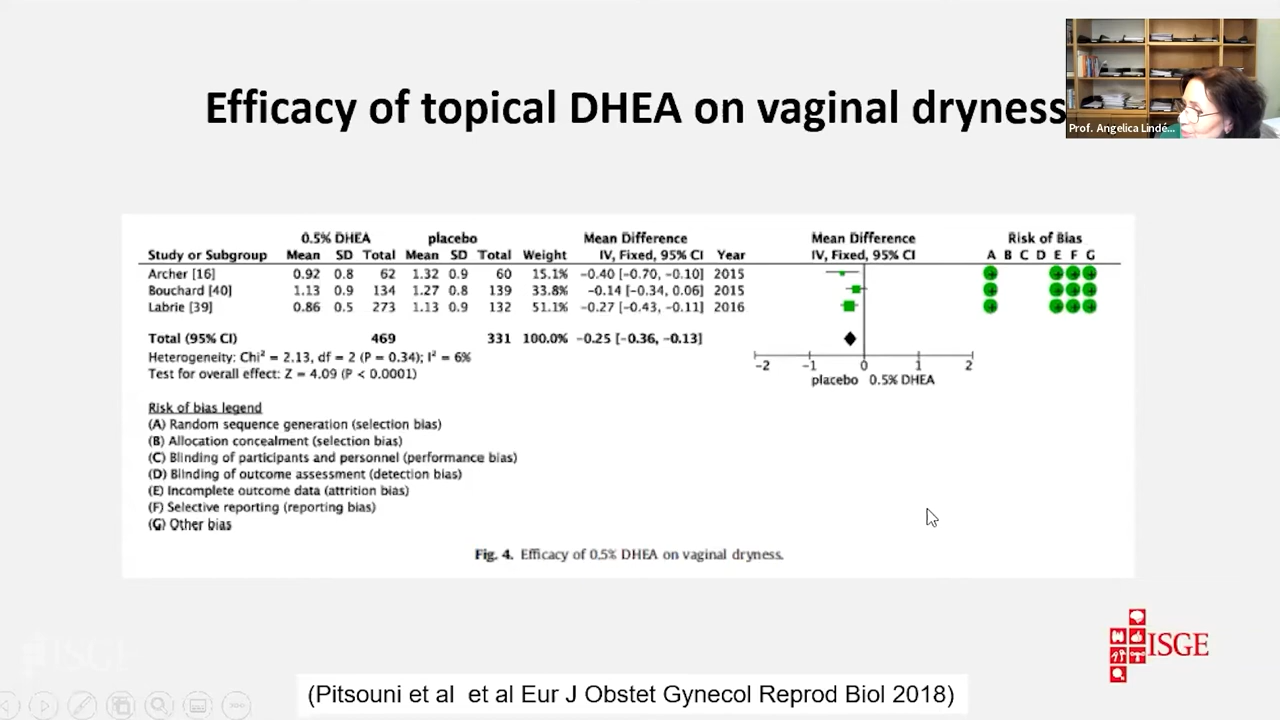 Efficacy of topical DHEA on vaginal dryness
Prof. Angelica Lindé...
0.5% DHEA placebo Mean Difference Mean Difference Risk of Bias
Study or Subgroup Mean SD Total Mean SD Total Weight IV, Fixed, 95% CI Year IV, Fixed, 95% CI A B C D E F G
Archer [16] 0.92 0.8 62 1.32 0.9 60 15.1% −0.40 [−0.70, −0.10] 2015
Bouchard [40] 1.13 0.9 134 1.27 0.8 139 33.8% −0.14 [−0.34, 0.06] 2015
Labrie [39] 0.86 0.5 273 1.13 0.9 132 51.1% −0.27 [−0.43, −0.11] 2016
Total (95% CI) 469 331 100.0% −0.25 [−0.36, −0.13]
Heterogeneity: Chi² = 2.13, df = 2 (P = 0.34); I² = 6%
Test for overall effect: Z = 4.09 (P < 0.0001)
−2 −1 0 1 2
placebo 0.5% DHEA
Risk of bias legend
(A) Random sequence generation (selection bias)
(B) Allocation concealment (selection bias)
(C) Blinding of participants and personnel (performance bias)
(D) Blinding of outcome assessment (detection bias)
(E) Incomplete outcome data (attrition bias)
(F) Selective reporting (reporting bias)
(G) Other bias
Fig. 4. Efficacy of 0.5% DHEA on vaginal dryness.
ISGE
ISGE
(Pitsouni et al et al Eur J Obstet Gynecol Reprod Biol 2018)